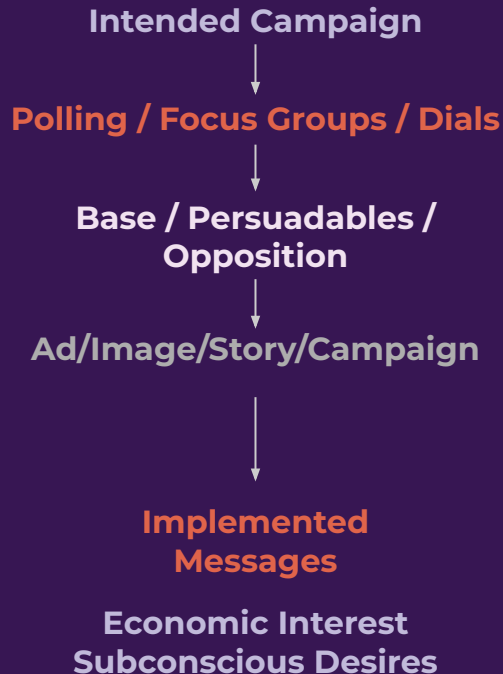 Intended Campaign
Polling / Focus Groups / Dials
Base / Persuadables /
Opposition
Ad/Image/Story/Campaign
Implemented
Messages
Economic Interest
Subconscious Desires